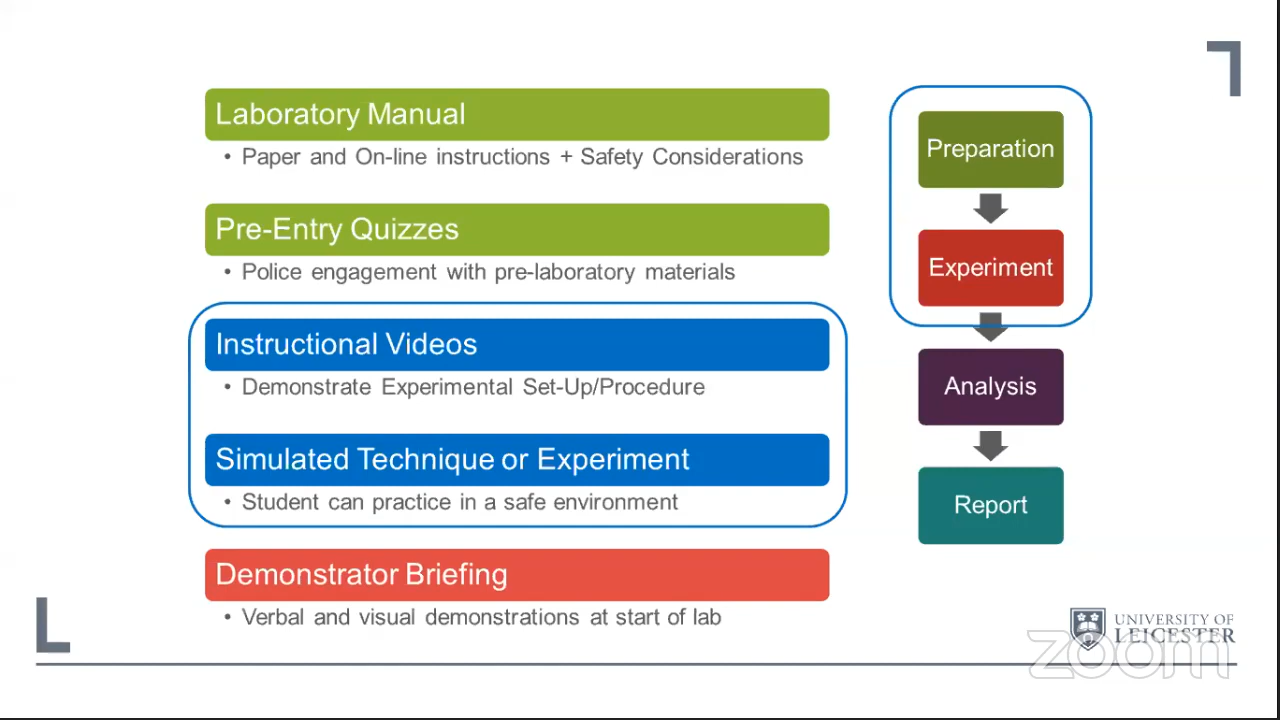 Laboratory Manual
• Paper and On-line instructions + Safety Considerations
Pre-Entry Quizzes
• Police engagement with pre-laboratory materials
Instructional Videos
• Demonstrate Experimental Set-Up/Procedure
Simulated Technique or Experiment
• Student can practice in a safe environment
Demonstrator Briefing
• Verbal and visual demonstrations at start of lab
Preparation
Experiment
Analysis
Report
UNIVERSITY OF
LEICESTER
zoom